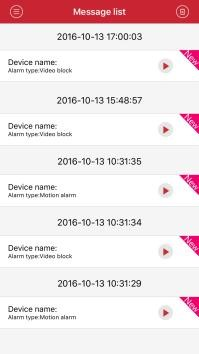 Message list
2016-10-13 17:00:03
New
Device name:
Alarm type:Video block
2016-10-13 15:48:57
New
Device name:
Alarm type:Video block
2016-10-13 10:31:35
New
Device name:
Alarm type:Motion alarm
2016-10-13 10:31:34
New
Device name:
Alarm type:Video block
2016-10-13 10:31:29
New
Device name:
Alarm type:Motion alarm